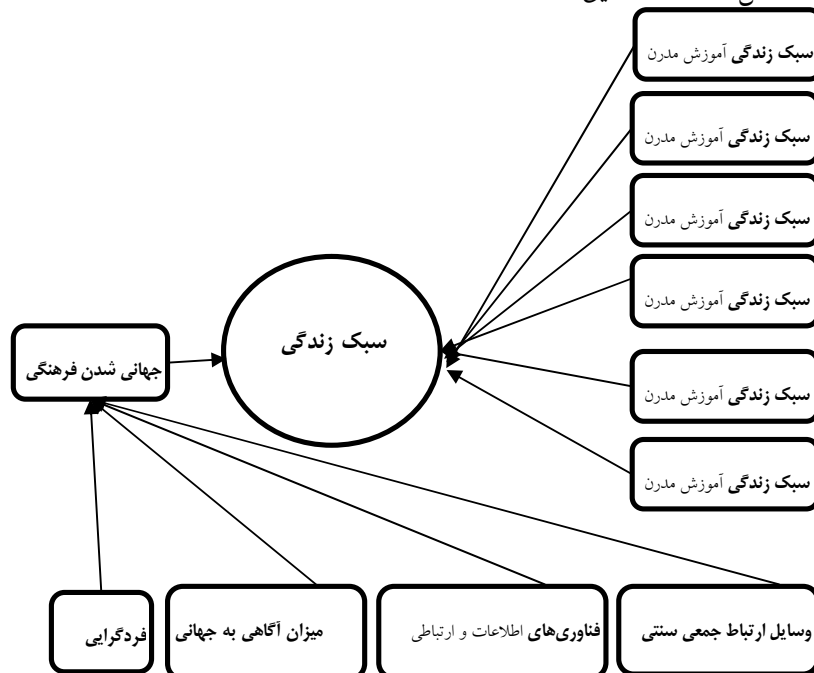 سبک زندگی آموزش مدرن
سبک زندگی آموزش مدرن
سبک زندگی آموزش مدرن
سبک زندگی آموزش مدرن
سبک زندگی
جهانی شدن فرهنگی
سبک زندگی آموزش مدرن
سبک زندگی آموزش مدرن
وسایل ارتباط جمعی سنتی
فناوری‌های اطلاعات و ارتباطی
میزان آگاهی به جهانی
فردگرایی